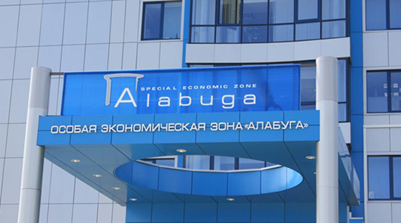 SPECIAL ECONOMIC ZONE
Alabuga
ОСОБАЯ ЭКОНОМИЧЕСКАЯ ЗОНА «АЛАБУГА»